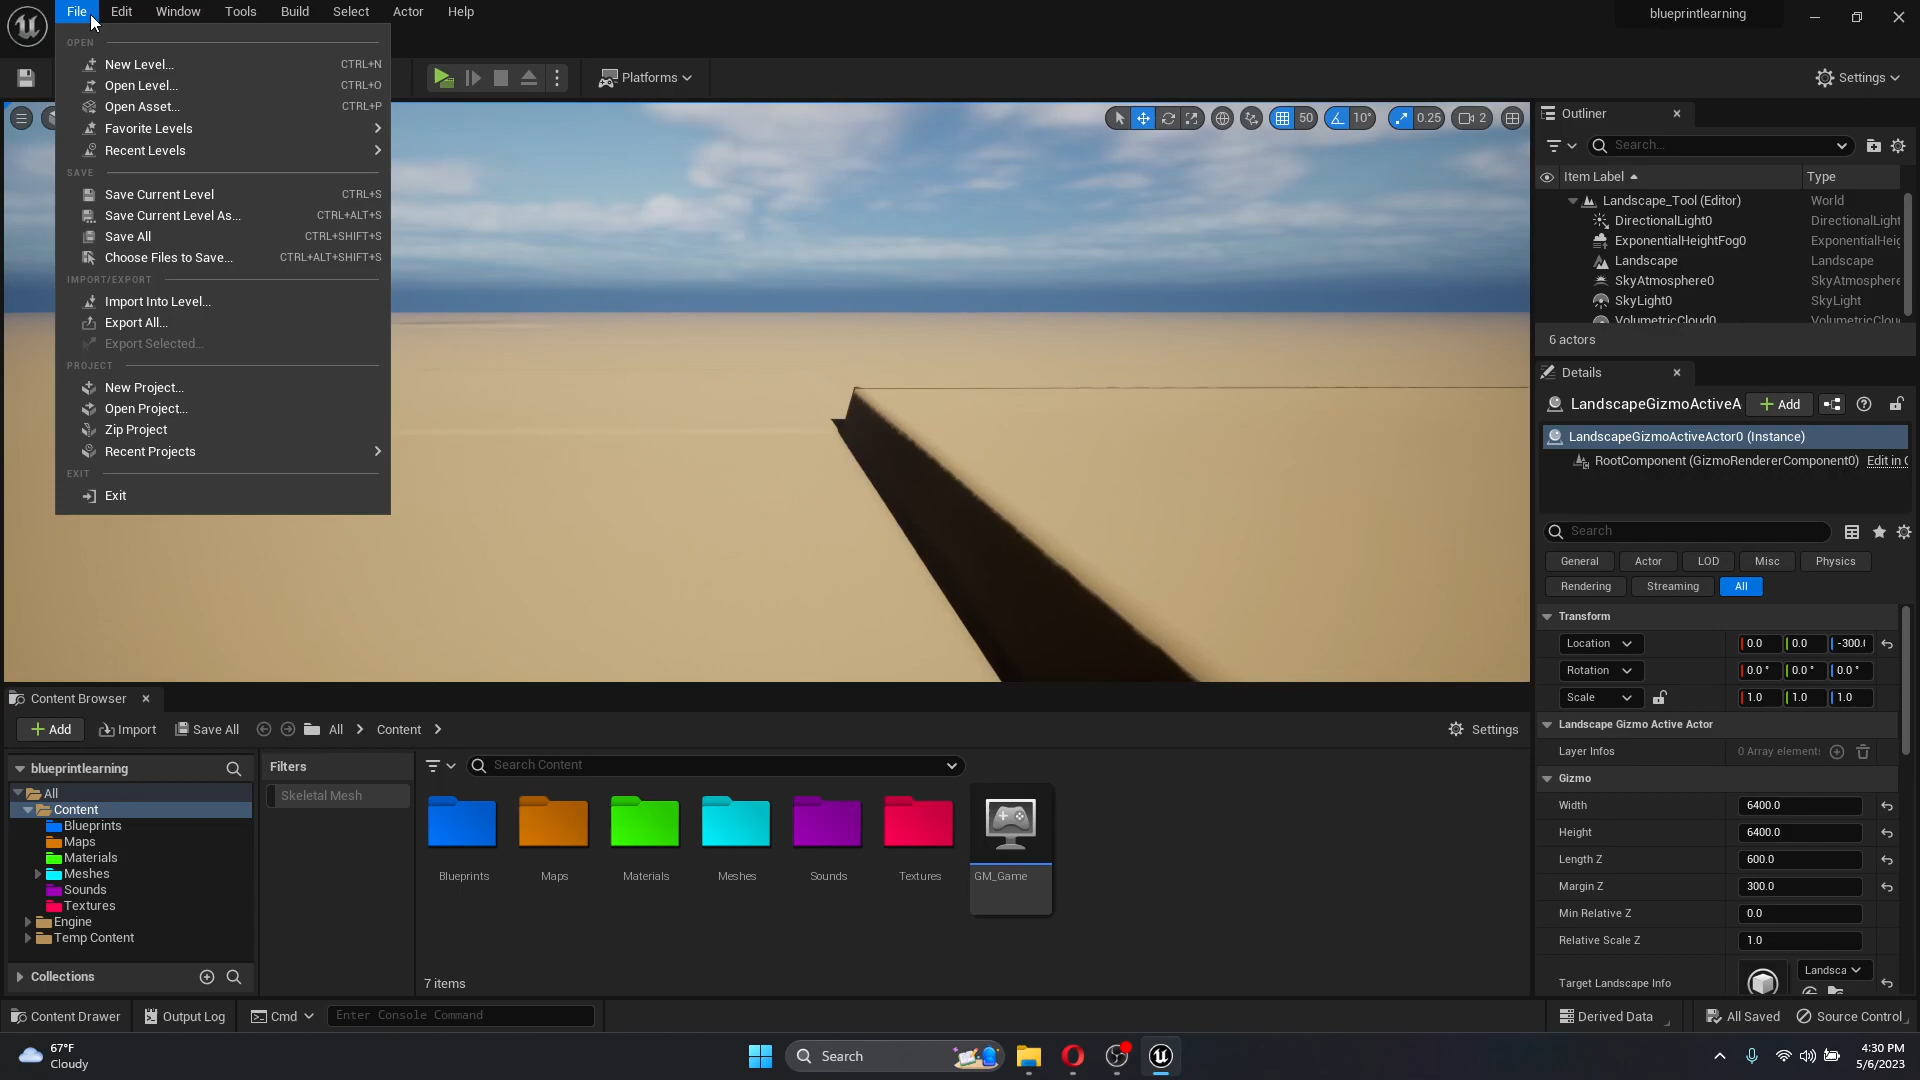 File Edit Window Tools Build Select Actor Help
blueprintlearning
OPEN
New Level... CTRL+N
Open Level... CTRL+O
Open Asset... CTRL+P
Favorite Levels
Recent Levels
SAVE
Save Current Level CTRL+S
Save Current Level As... CTRL+ALT+S
Save All CTRL+SHIFT+S
Choose Files to Save... CTRL+ALT+SHIFT+S
IMPORT/EXPORT
Import Into Level...
Export All...
Export Selected...
PROJECT
New Project...
Open Project...
Zip Project
Recent Projects
EXIT
Exit
Platforms
Settings
50 10° 0.25 2
Outliner
Search...
Item Label Type
Landscape_Tool (Editor) World
DirectionalLight0 DirectionalLight
ExponentialHeightFog0 ExponentialHeig
Landscape Landscape
SkyAtmosphere0 SkyAtmosphere
SkyLight0 SkyLight
VolumetricCloud0 VolumetricClou
6 actors
Details
LandscapeGizmoActiveA Add
LandscapeGizmoActiveActor0 (Instance)
RootComponent (GizmoRendererComponent0) Edit in C
Search
General Actor LOD Misc Physics
Rendering Streaming All
Transform
Location 0.0 0.0 -300.(
Rotation 0.0 ° 0.0 ° 0.0 °
Scale 1.0 1.0 1.0
Landscape Gizmo Active Actor
Layer Infos 0 Array element:
Gizmo
Width 6400.0
Height 6400.0
Length Z 600.0
Margin Z 300.0
Min Relative Z 0.0
Relative Scale Z 1.0
Target Landscape Info Landsca
Content Browser
Add Import Save All All Content Settings
blueprintlearning
All
Content
Blueprints
Maps
Materials
Meshes
Sounds
Textures
Engine
Temp Content
Collections
Filters
Skeletal Mesh
Search Content
Blueprints Maps Materials Meshes Sounds Textures GM_Game
7 items
Content Drawer Output Log Cmd Enter Console Command Derived Data All Saved Source Control
67°F
Cloudy
Search
4:30 PM
5/6/2023